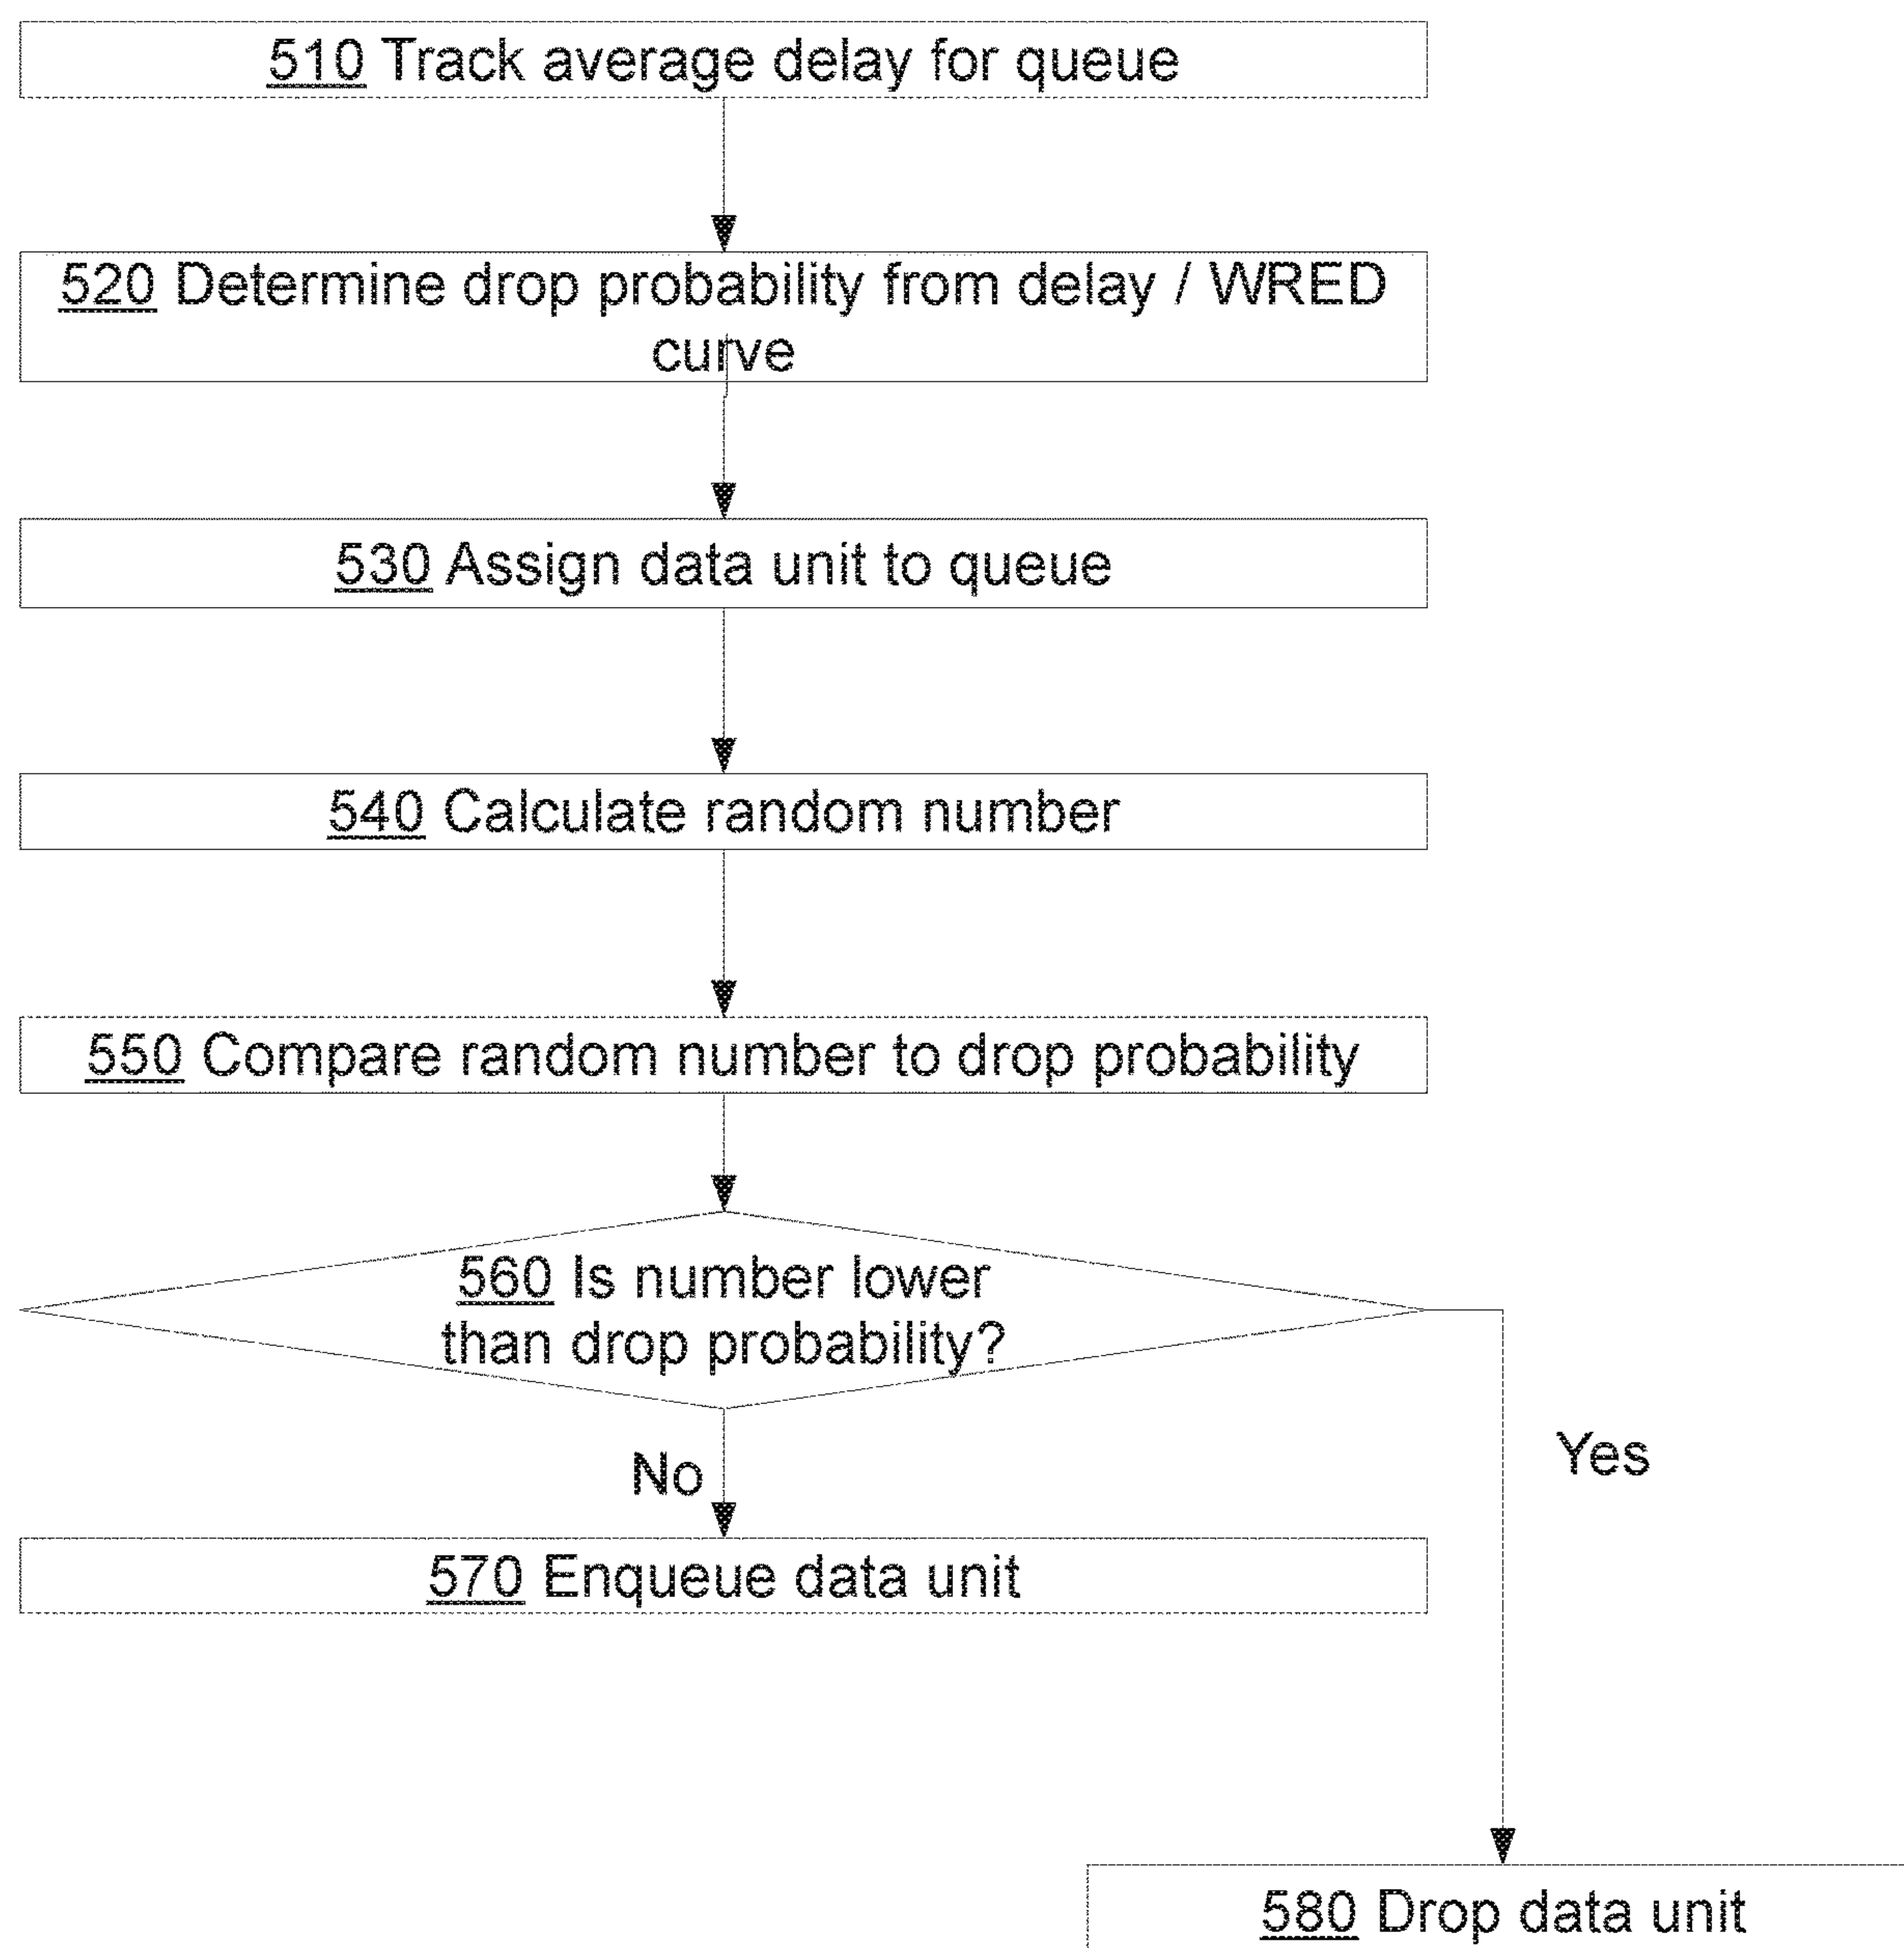 510 Track average delay for queue
520 Determine drop probability from delay / WRED
curve
530 Assign data unit to queue
540 Calculate random number
550 Compare random number to drop probability
560 Is number lower
than drop probability?
No
Yes
570 Enqueue data unit
580 Drop data unit